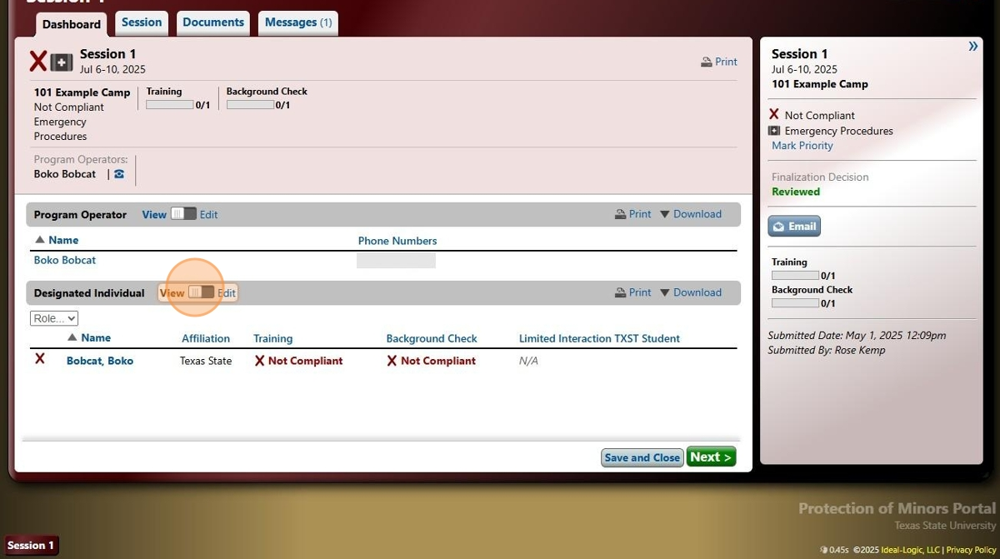 Dashboard Session Documents Messages (1)
Session 1
Jul 6-10, 2025
Print
101 Example Camp
Not Compliant
Emergency
Procedures
Training
0/1
Background Check
0/1
Program Operators:
Boko Bobcat |
Program Operator View Edit Print ▼ Download
▲ Name Phone Numbers
Boko Bobcat
Designated Individual View Edit Print ▼ Download
Role...
▲ Name Affiliation Training Background Check Limited Interaction TXST Student
X Bobcat, Boko Texas State X Not Compliant X Not Compliant N/A
Save and Close Next >
»
Session 1
Jul 6-10, 2025
101 Example Camp
X Not Compliant
Emergency Procedures
Mark Priority
Finalization Decision
Reviewed
Email
Training
0/1
Background Check
0/1
Submitted Date: May 1, 2025 12:09pm
Submitted By: Rose Kemp
Protection of Minors Portal
Texas State University
Session 1
0.45s ©2025 Ideal-Logic, LLC | Privacy Policy